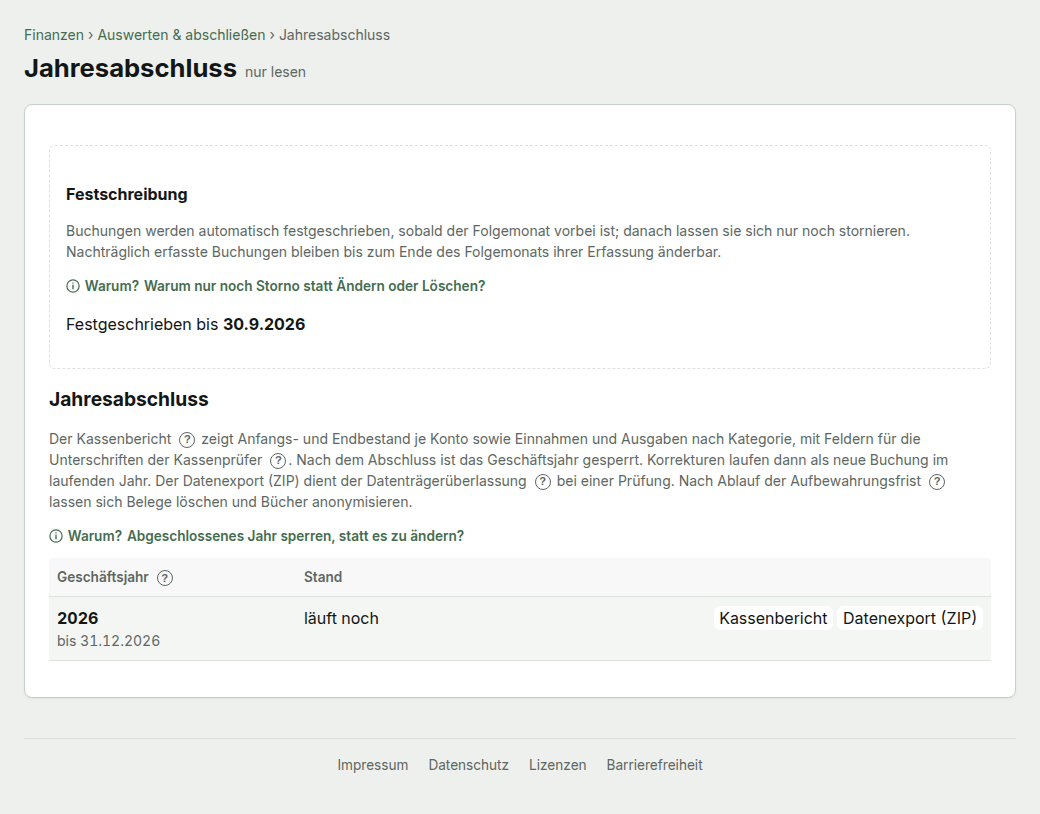 Finanzen › Auswerten & abschließen › Jahresabschluss
Jahresabschluss nur lesen
Festschreibung
Buchungen werden automatisch festgeschrieben, sobald der Folgemonat vorbei ist; danach lassen sie sich nur noch stornieren.
Nachträglich erfasste Buchungen bleiben bis zum Ende des Folgemonats ihrer Erfassung änderbar.
Warum? Warum nur noch Storno statt Ändern oder Löschen?
Festgeschrieben bis 30.9.2026
Jahresabschluss
Der Kassenbericht ? zeigt Anfangs- und Endbestand je Konto sowie Einnahmen und Ausgaben nach Kategorie, mit Feldern für die
Unterschriften der Kassenprüfer ?. Nach dem Abschluss ist das Geschäftsjahr gesperrt. Korrekturen laufen dann als neue Buchung im
laufenden Jahr. Der Datenexport (ZIP) dient der Datenträgerüberlassung ? bei einer Prüfung. Nach Ablauf der Aufbewahrungsfrist ?
lassen sich Belege löschen und Bücher anonymisieren.
Warum? Abgeschlossenes Jahr sperren, statt es zu ändern?
Geschäftsjahr ? Stand
2026 läuft noch Kassenbericht Datenexport (ZIP)
bis 31.12.2026
Impressum Datenschutz Lizenzen Barrierefreiheit